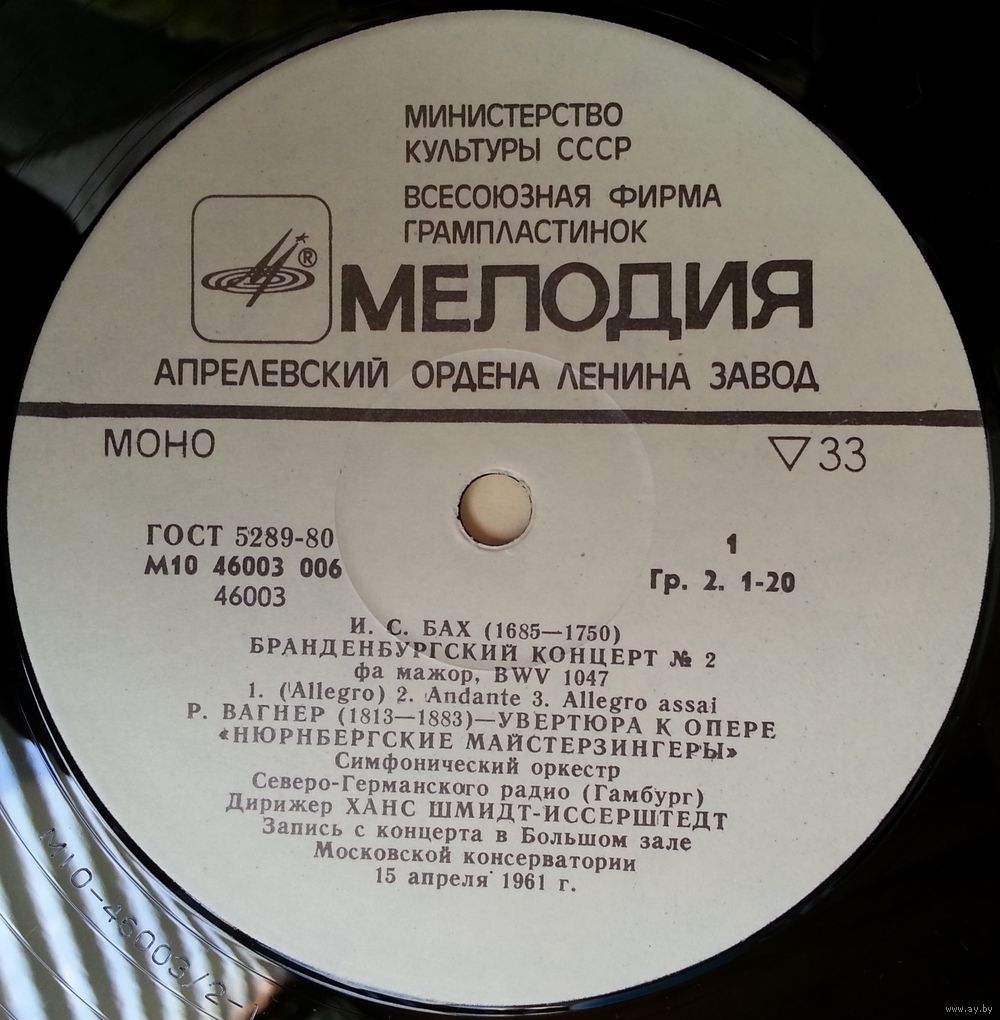 МИНИСТЕРСТВО
КУЛЬТУРЫ СССР
ВСЕСОЮЗНАЯ ФИРМА
ГРАМПЛАСТИНОК
®
МЕЛОДИЯ
АПРЕЛЕВСКИЙ ОРДЕНА ЛЕНИНА ЗАВОД
МОНО
▽33
ГОСТ 5289-80
М10 46003 006
46003
1
Гр. 2. 1-20
И. С. БАХ (1685—1750)
БРАНДЕНБУРГСКИЙ КОНЦЕРТ № 2
фа мажор, BWV 1047
1. (Allegro) 2. Andante 3. Allegro assai
Р. ВАГНЕР (1813—1883)—УВЕРТЮРА К ОПЕРЕ
«НЮРНБЕРГСКИЕ МАЙСТЕРЗИНГЕРЫ»
Симфонический оркестр
Северо-Германского радио (Гамбург)
Дирижер ХАНС ШМИДТ-ИССЕРШТЕДТ
Запись с концерта в Большом зале
Московской консерватории
15 апреля 1961 г.
М10-46003/2-
www.ay.by